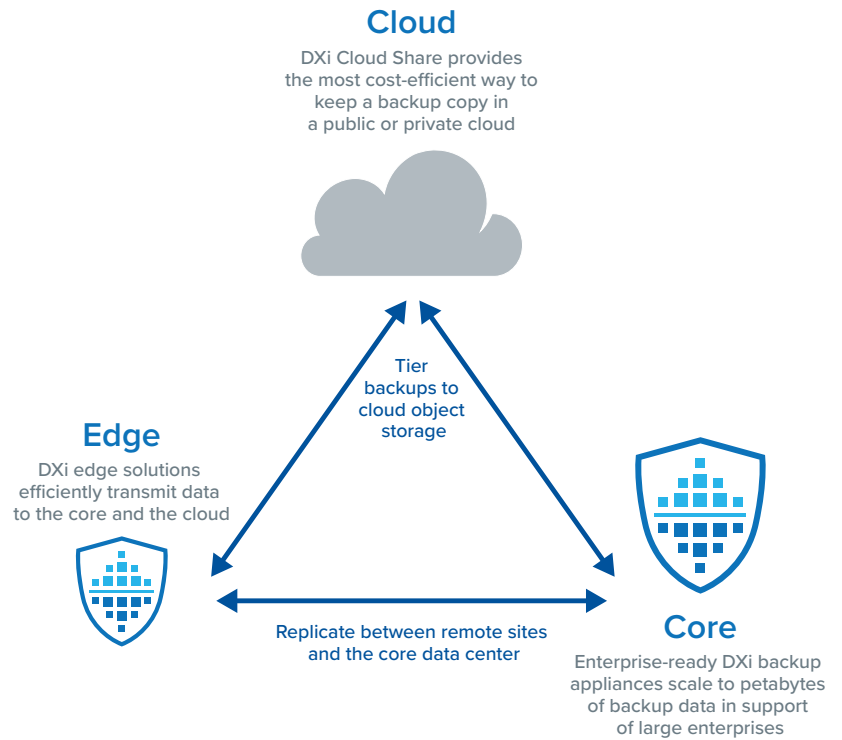 Cloud
DXi Cloud Share provides
the most cost-efficient way to
keep a backup copy in
a public or private cloud
Tier
backups to
cloud object
storage
Edge
DXi edge solutions
efficiently transmit data
to the core and the cloud
Replicate between remote sites
and the core data center
Core
Enterprise-ready DXi backup
appliances scale to petabytes
of backup data in support
of large enterprises